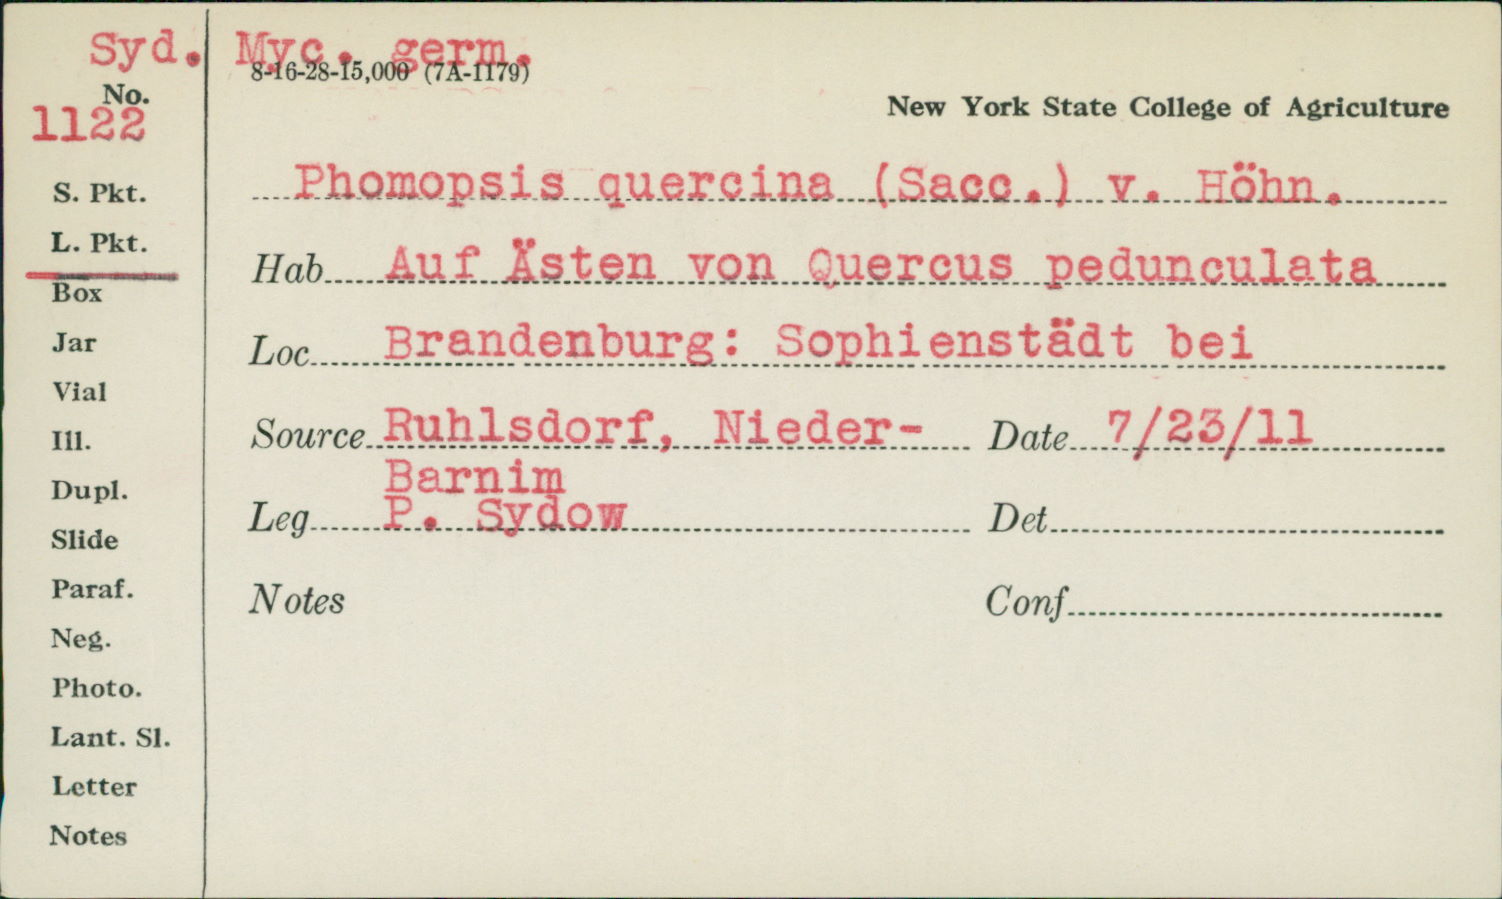 Syd. Myc. germ.
8-16-28-15,000 (7A-1179)
No.
1122
New York State College of Agriculture
S. Pkt.
Phomopsis quercina (Sacc.) v. Höhn.
L. Pkt.
Hab Auf Ästen von Quercus pedunculata
Box
Jar
Loc Brandenburg: Sophienstädt bei
Vial
Ill.
Source Ruhlsdorf, Nieder- Date 7/23/11
Barnim
Dupl.
Leg P. Sydow Det
Slide
Paraf.
Notes Conf
Neg.
Photo.
Lant. Sl.
Letter
Notes